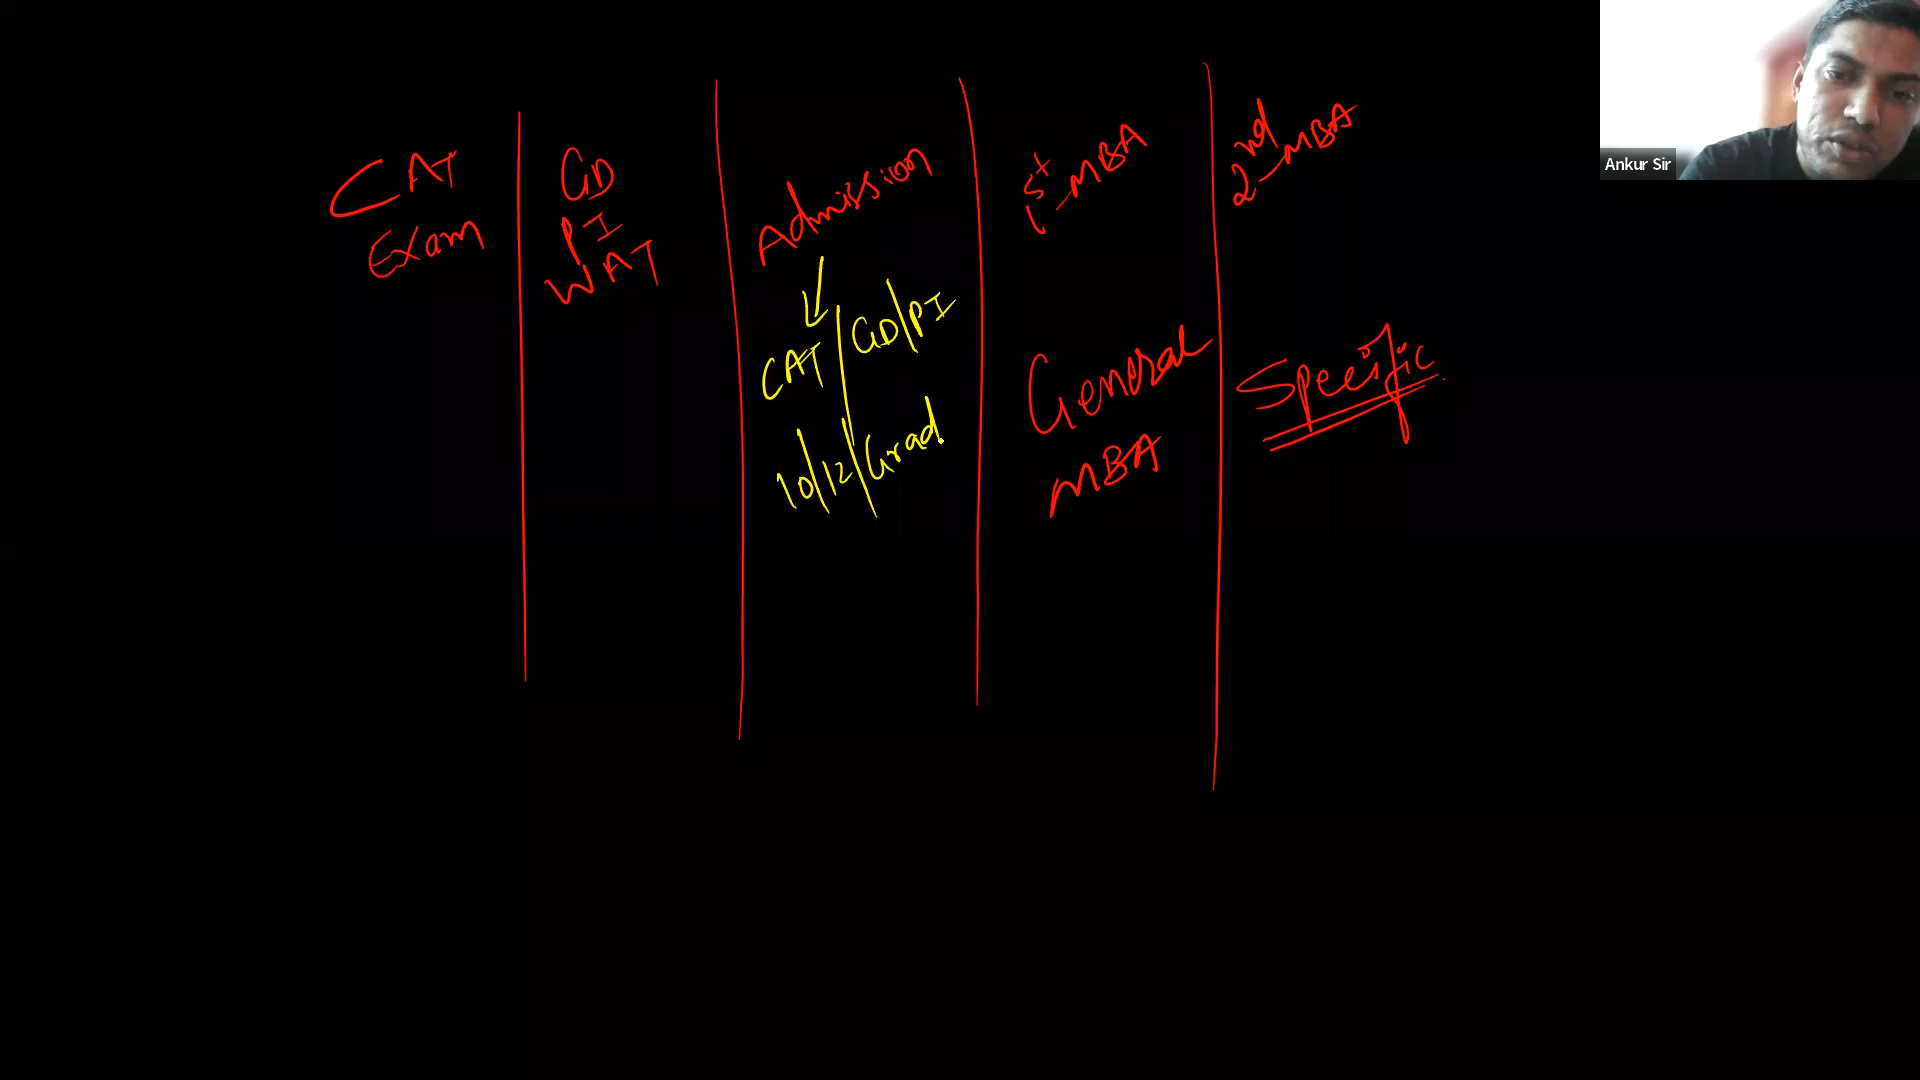 CAT
Exam
GD
PI
WAT
Admission
CAT/GD/PI
10/12/Grad
1st MBA
General
MBA
2nd MBA
Specific
Ankur Sir